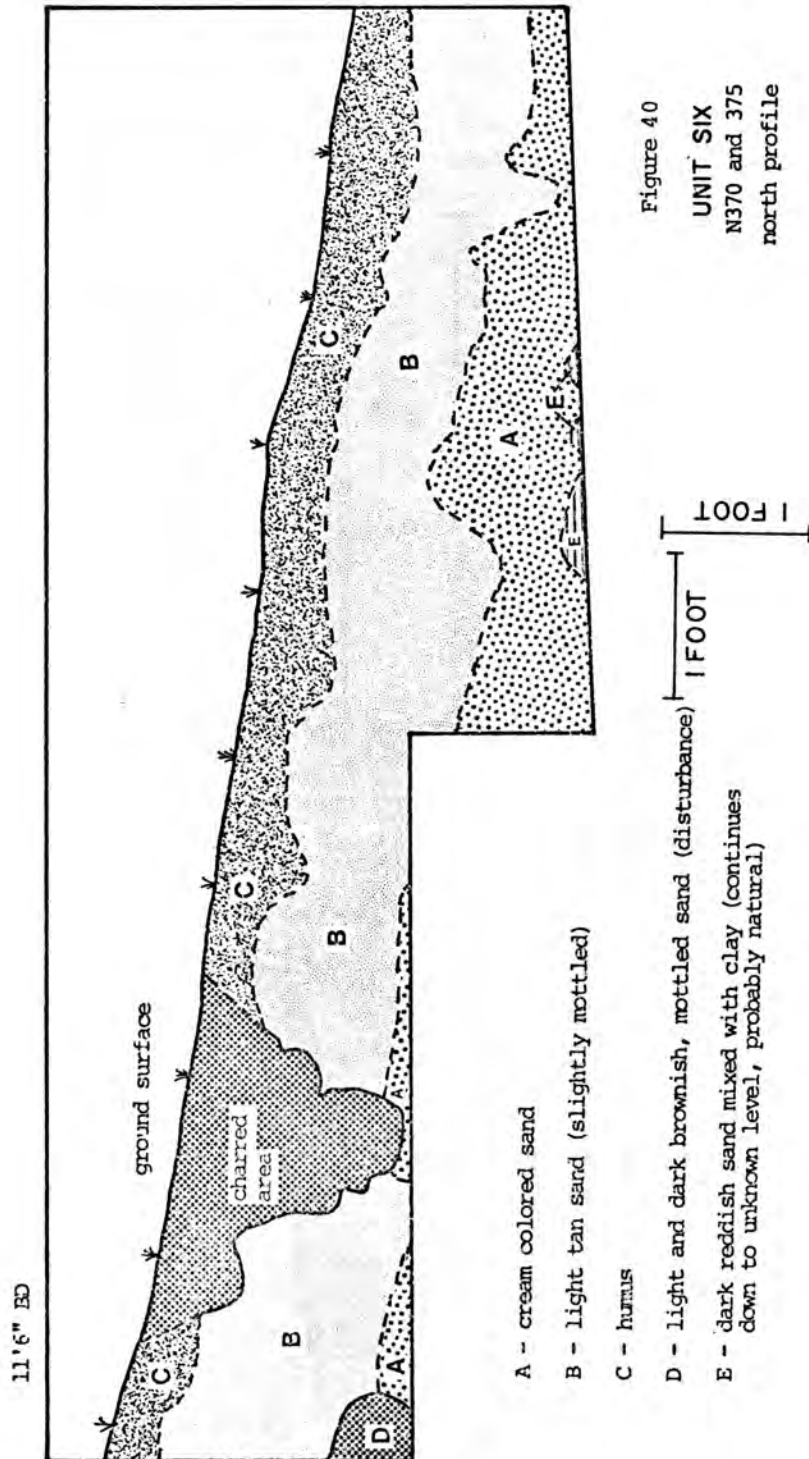 11'6" BD
ground surface
C
charred
area
C
C
B
B
B
D
A
A
A
E
E
A - cream colored sand
B - light tan sand (slightly mottled)
C - humus
D - light and dark brownish, mottled sand (disturbance)
E - dark reddish sand mixed with clay (continues
down to unknown level, probably natural)
1 FOOT
1 FOOT
Figure 40
UNIT SIX
N370 and 375
north profile